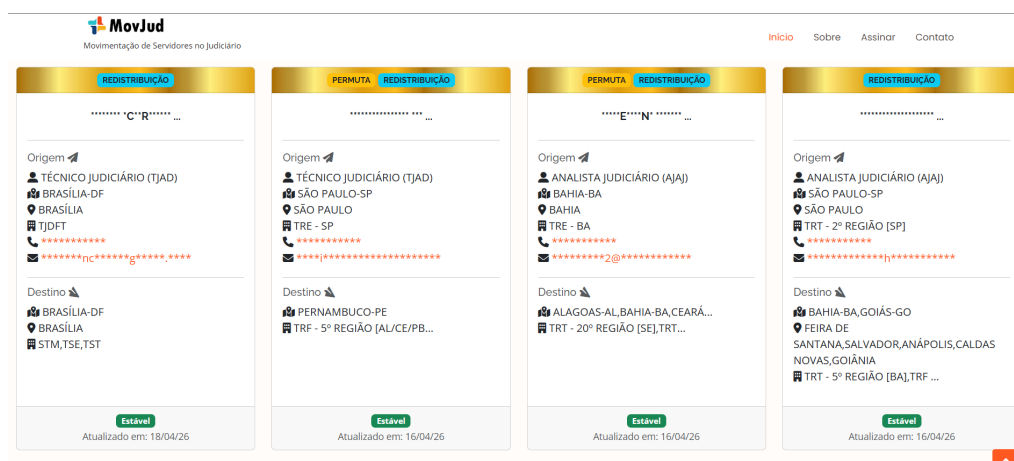 MovJud
Movimentação de Servidores no Judiciário
Início Sobre Assinar Contato
REDISTRIBUIÇÃO
******** *C**R****** ...
Origem
TÉCNICO JUDICIÁRIO (TJAD)
BRASÍLIA-DF
BRASÍLIA
TJDFT
***********
*******nc******g*****.****
Destino
BRASÍLIA-DF
BRASÍLIA
STM,TSE,TST
Estável
Atualizado em: 18/04/26
PERMUTA REDISTRIBUIÇÃO
**************** *** ...
Origem
TÉCNICO JUDICIÁRIO (TJAD)
SÃO PAULO-SP
SÃO PAULO
TRE - SP
***********
****i*********************
Destino
PERNAMBUCO-PE
TRF - 5º REGIÃO [AL/CE/PB...
Estável
Atualizado em: 16/04/26
PERMUTA REDISTRIBUIÇÃO
*****E****N* ******* ...
Origem
ANALISTA JUDICIÁRIO (AJAJ)
BAHIA-BA
BAHIA
TRE - BA
***********
*********2@************
Destino
ALAGOAS-AL,BAHIA-BA,CEARÁ...
TRT - 20º REGIÃO [SE],TRT...
Estável
Atualizado em: 16/04/26
REDISTRIBUIÇÃO
******************** ...
Origem
ANALISTA JUDICIÁRIO (AJAJ)
SÃO PAULO-SP
SÃO PAULO
TRT - 2º REGIÃO [SP]
***********
*************h***********
Destino
BAHIA-BA,GOIÁS-GO
FEIRA DE
SANTANA,SALVADOR,ANÁPOLIS,CALDAS
NOVAS,GOIÂNIA
TRT - 5º REGIÃO [BA],TRF ...
Estável
Atualizado em: 16/04/26